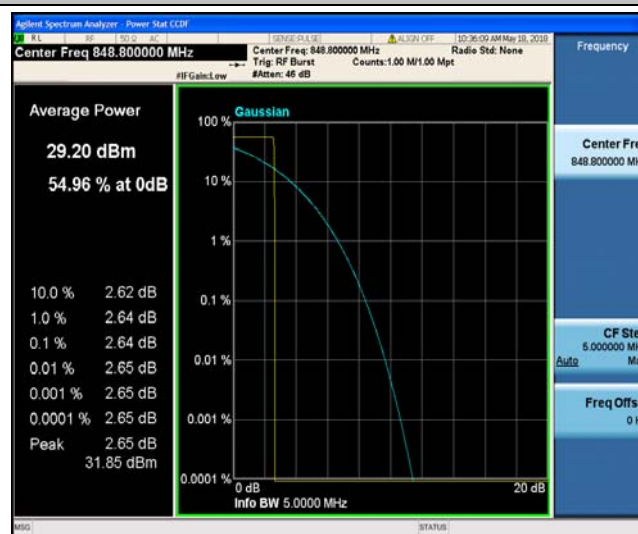 Agilent Spectrum Analyzer - Power Stat CCDF
RL RF 50 Ω AC SENSE:PULSE ALIGN OFF 10:36:09 AM May 18, 2018
Center Freq 848.800000 MHz
Center Freq: 848.800000 MHz Radio Std: None
Trig: RF Burst Counts:1.00 M/1.00 Mpt
#IFGain:Low #Atten: 46 dB
Frequency
Average Power
29.20 dBm
54.96 % at 0dB
10.0 % 2.62 dB
1.0 % 2.64 dB
0.1 % 2.64 dB
0.01 % 2.65 dB
0.001 % 2.65 dB
0.0001 % 2.65 dB
Peak 2.65 dB
31.85 dBm
Gaussian
100 %
10 %
1 %
0.1 %
0.01 %
0.001 %
0.0001 %
0 dB 20 dB
Info BW 5.0000 MHz
Center Fre
848.800000 MH
CF Ste
5.000000 MH
Auto Ma
Freq Offs
0 H
MSG STATUS